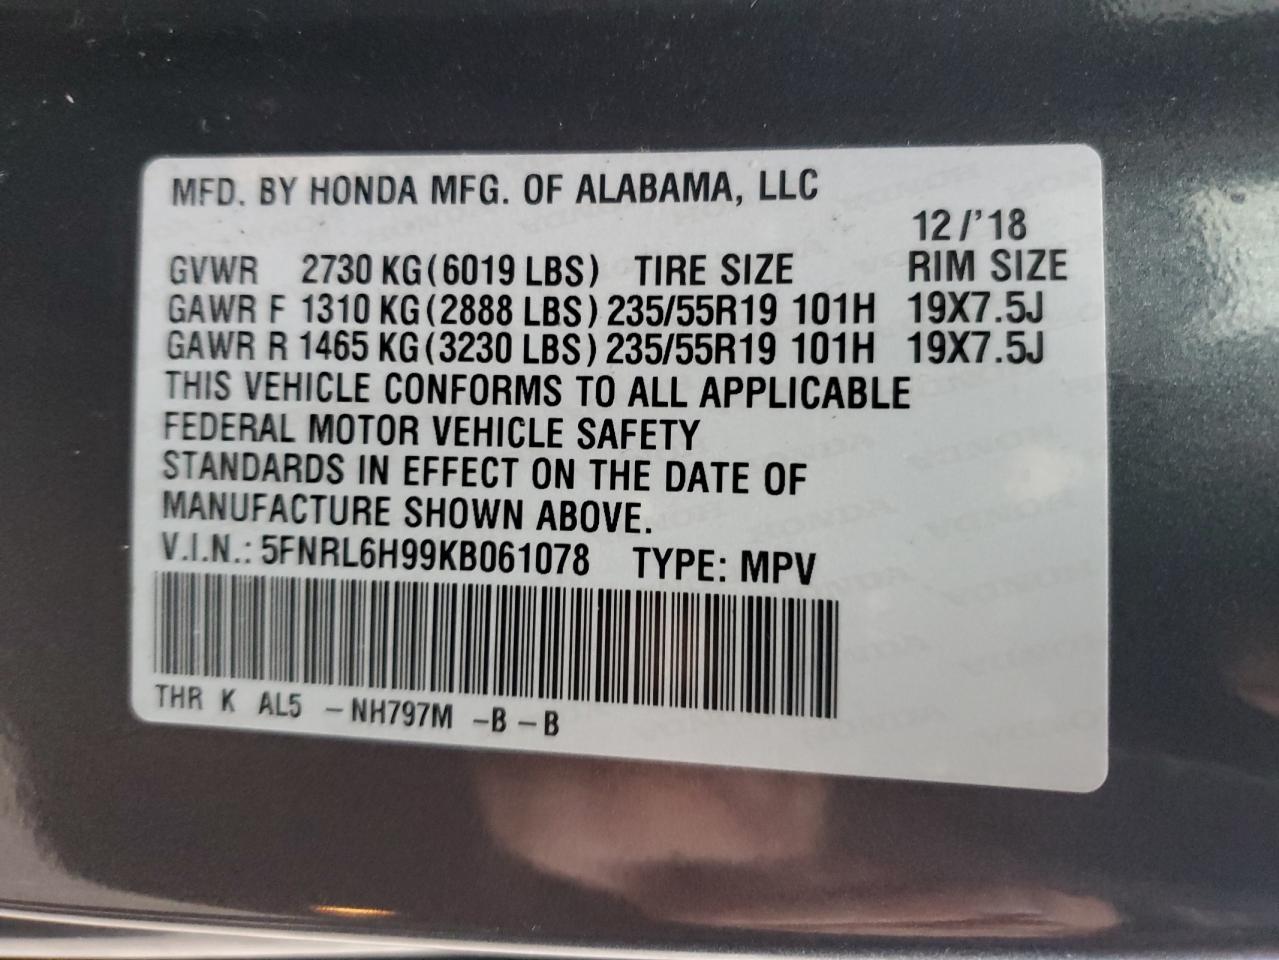 MFD. BY HONDA MFG. OF ALABAMA, LLC
12/'18
GVWR 2730 KG(6019 LBS) TIRE SIZE RIM SIZE
GAWR F 1310 KG(2888 LBS) 235/55R19 101H 19X7.5J
GAWR R 1465 KG(3230 LBS) 235/55R19 101H 19X7.5J
THIS VEHICLE CONFORMS TO ALL APPLICABLE
FEDERAL MOTOR VEHICLE SAFETY
STANDARDS IN EFFECT ON THE DATE OF
MANUFACTURE SHOWN ABOVE.
V.I.N.: 5FNRL6H99KB061078 TYPE: MPV
THR K AL5 -NH797M -B-B